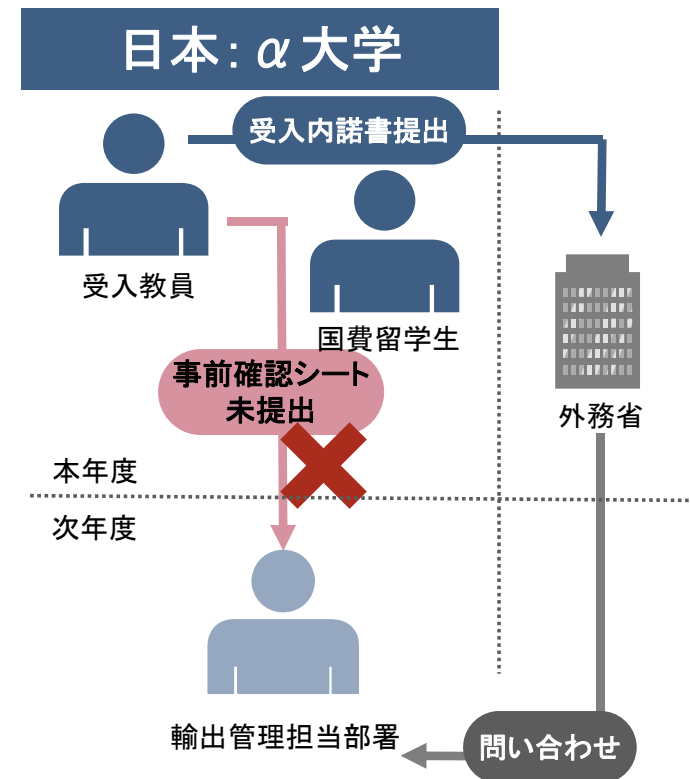 日本：α大学
受入内諾書提出
受入教員
国費留学生
事前確認シート
未提出
外務省
本年度
次年度
輸出管理担当部署
問い合わせ